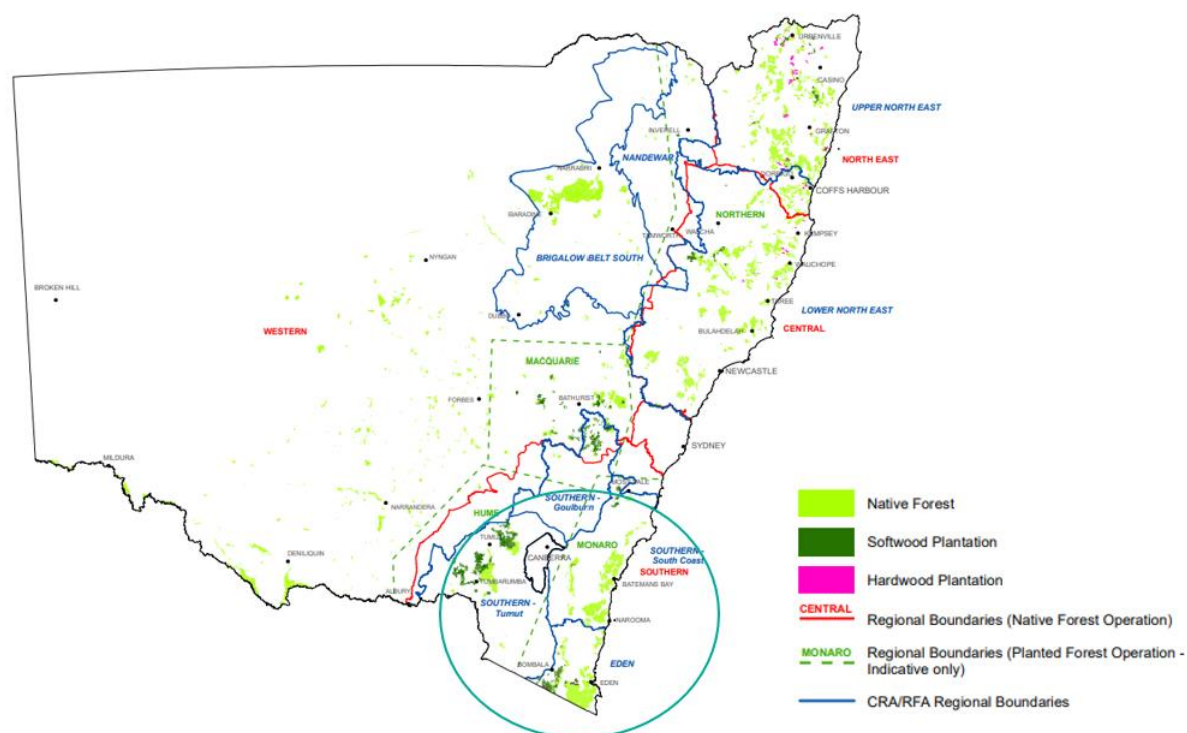 URBENVILLE
CASINO
UPPER NORTH EAST
INVERELL
GRAFTON
NANDEWAR
NORTH EAST
NARRABRI
COFFS HARBOUR
BARADINE
NORTHERN
TAMWORTH
WALCHA
KEMPSEY
NYNGAN
BRIGALOW BELT SOUTH
WAUCHOPE
BROKEN HILL
TAREE
LOWER NORTH EAST
DUBBO
WESTERN
BULAHDELAH
CENTRAL
MACQUARIE
NEWCASTLE
FORBES
BATHURST
SYDNEY
MILDURA
NARRANDERA
SOUTHERN -
Goulburn
HUME
TUMUT
MONARO
CANBERRA
SOUTHERN -
South Coast
SOUTHERN
DENILIQUIN
BATEMANS BAY
ALBURY
TUMBARUMBA
SOUTHERN -
Tumut
NAROOMA
BOMBALA
EDEN
EDEN
Native Forest
Softwood Plantation
Hardwood Plantation
CENTRAL
Regional Boundaries (Native Forest Operation)
MONARO
Regional Boundaries (Planted Forest Operation -
Indicative only)
CRA/RFA Regional Boundaries